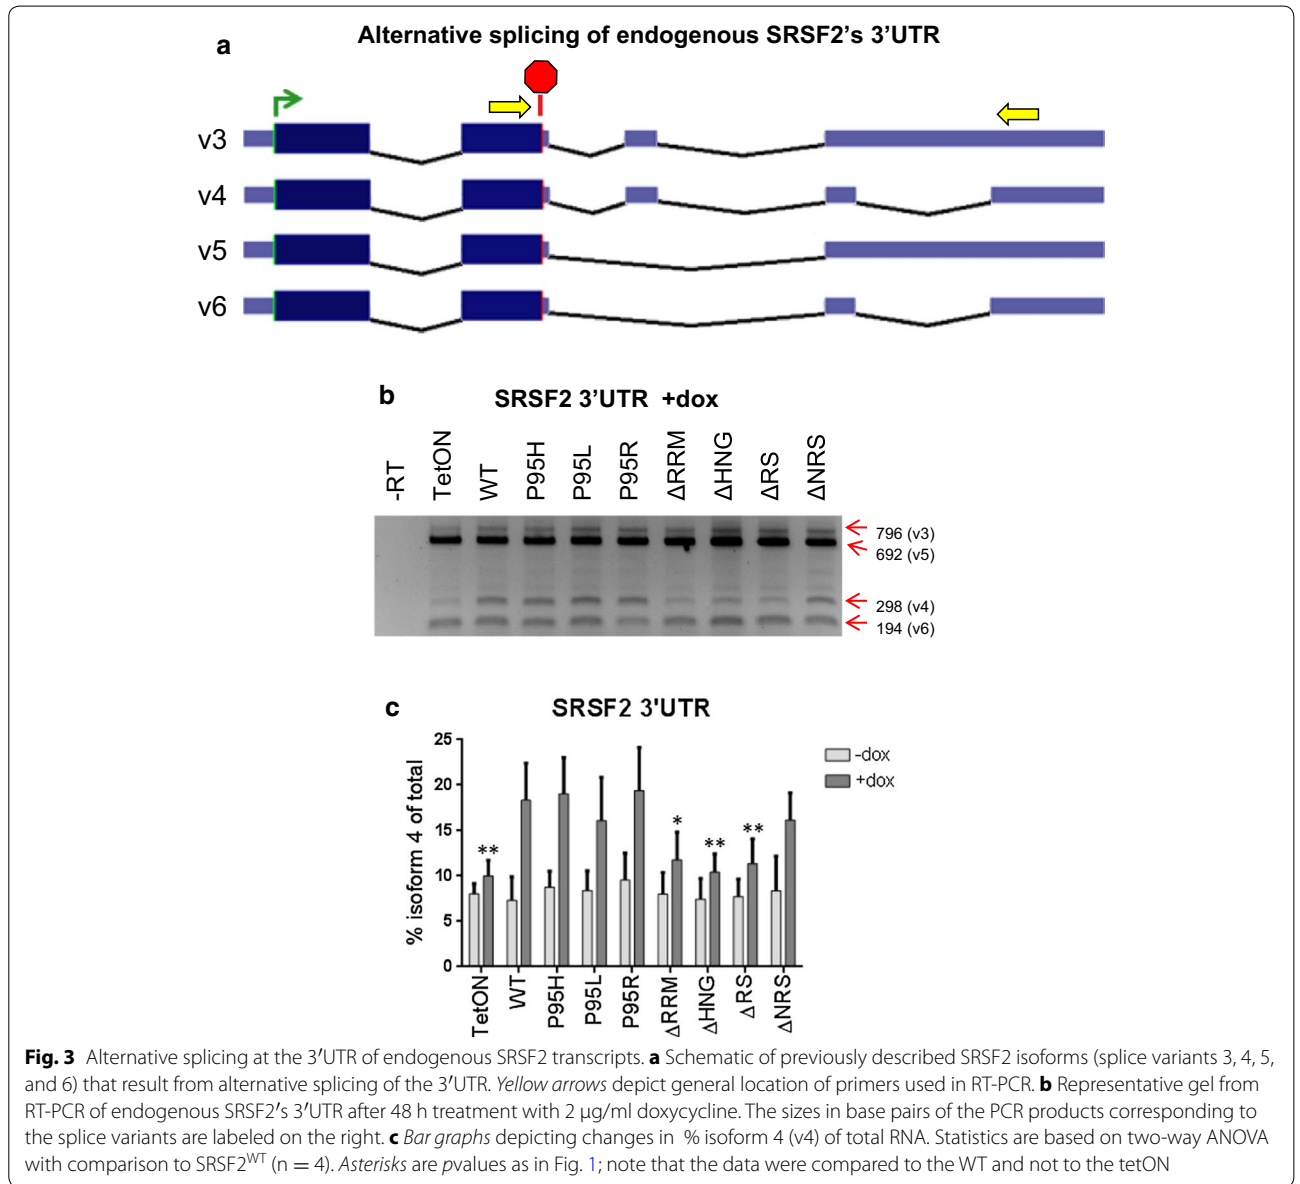 a
Alternative splicing of endogenous SRSF2's 3'UTR
v3
v4
v5
v6
b
SRSF2 3'UTR +dox
-RT
TetON
WT
P95H
P95L
P95R
ΔRRM
ΔHNG
ΔRS
ΔNRS
796 (v3)
692 (v5)
298 (v4)
194 (v6)
c
SRSF2 3'UTR
% isoform 4 of total
25
20
15
10
5
0
**
*
**
**
-dox
+dox
TetON
WT
P95H
P95L
P95R
ΔRRM
ΔHNG
ΔRS
ΔNRS
Fig. 3 Alternative splicing at the 3′UTR of endogenous SRSF2 transcripts. a Schematic of previously described SRSF2 isoforms (splice variants 3, 4, 5,
and 6) that result from alternative splicing of the 3′UTR. Yellow arrows depict general location of primers used in RT-PCR. b Representative gel from
RT-PCR of endogenous SRSF2′s 3′UTR after 48 h treatment with 2 μg/ml doxycycline. The sizes in base pairs of the PCR products corresponding to
the splice variants are labeled on the right. c Bar graphs depicting changes in % isoform 4 (v4) of total RNA. Statistics are based on two-way ANOVA
with comparison to SRSF2WT (n = 4). Asterisks are pvalues as in Fig. 1; note that the data were compared to the WT and not to the tetON